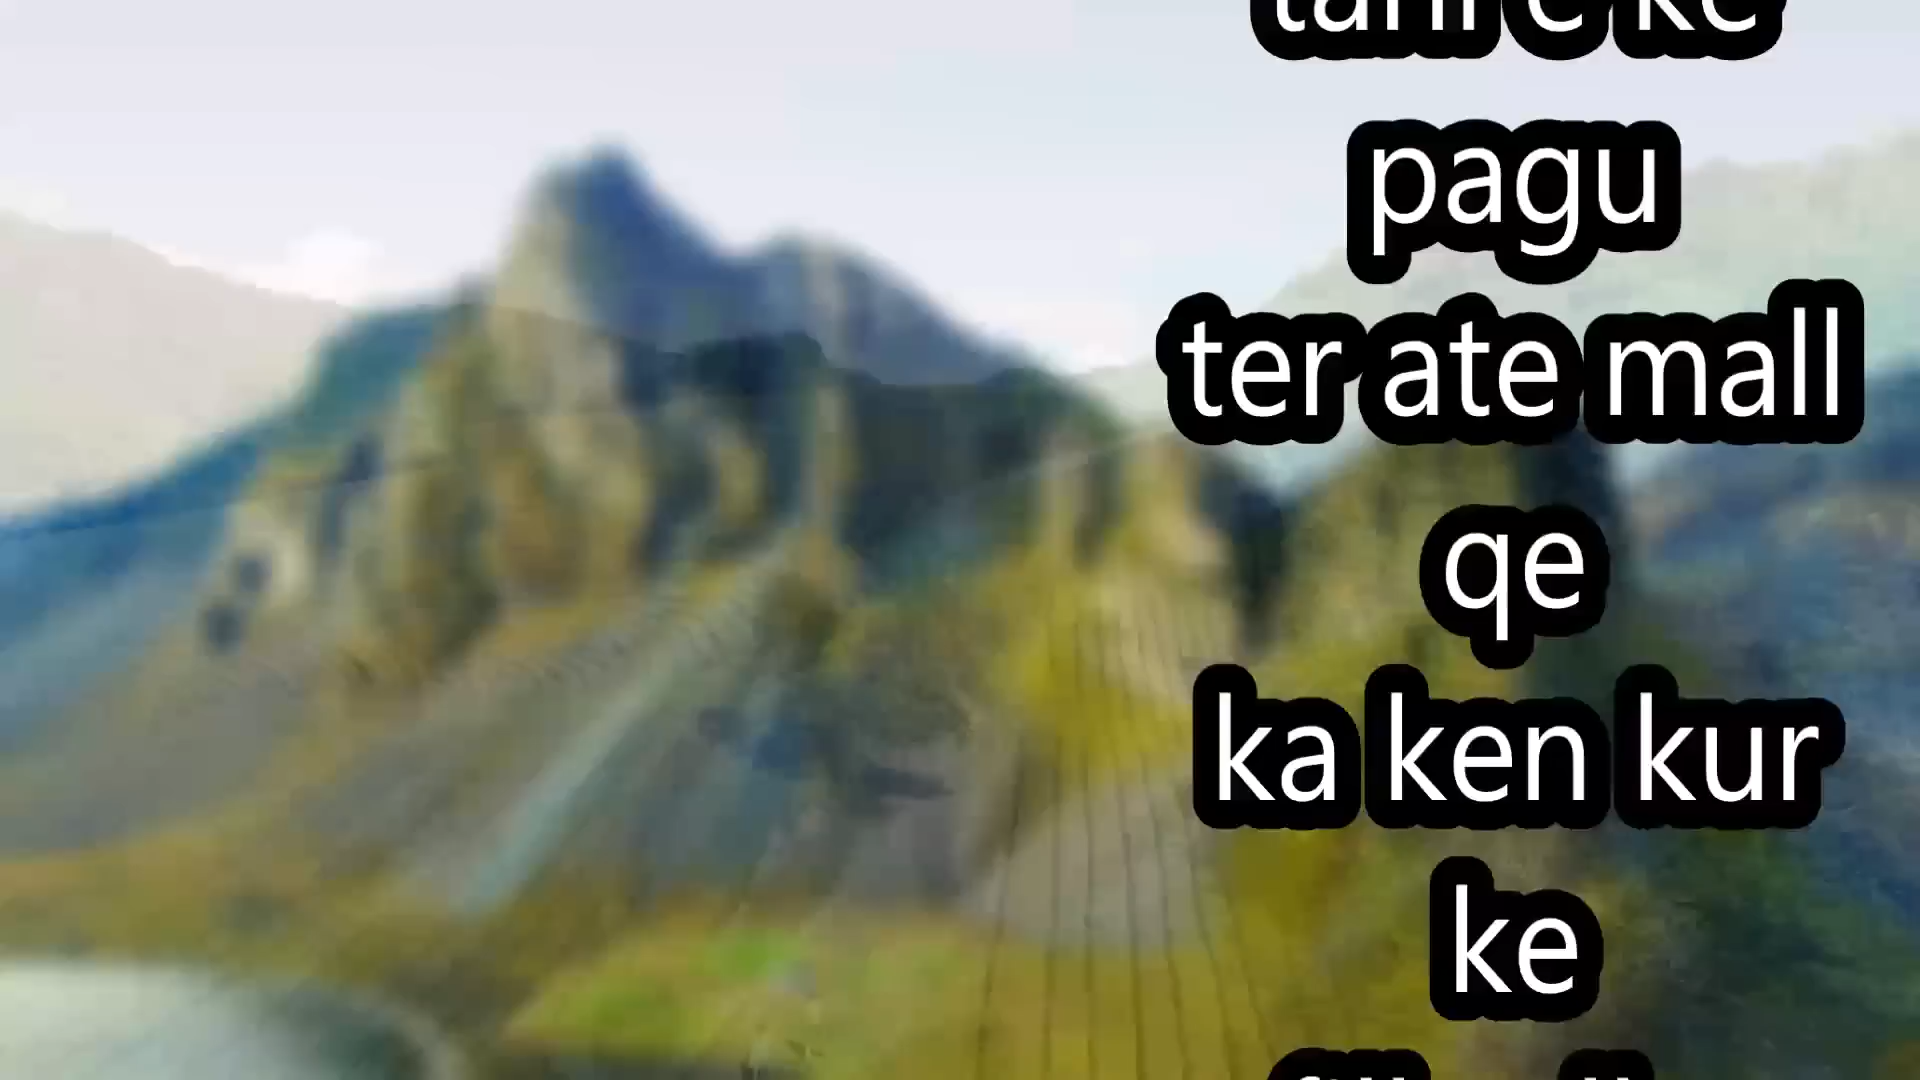 pagu
ter ate mall
qe
ka ken kur
ke